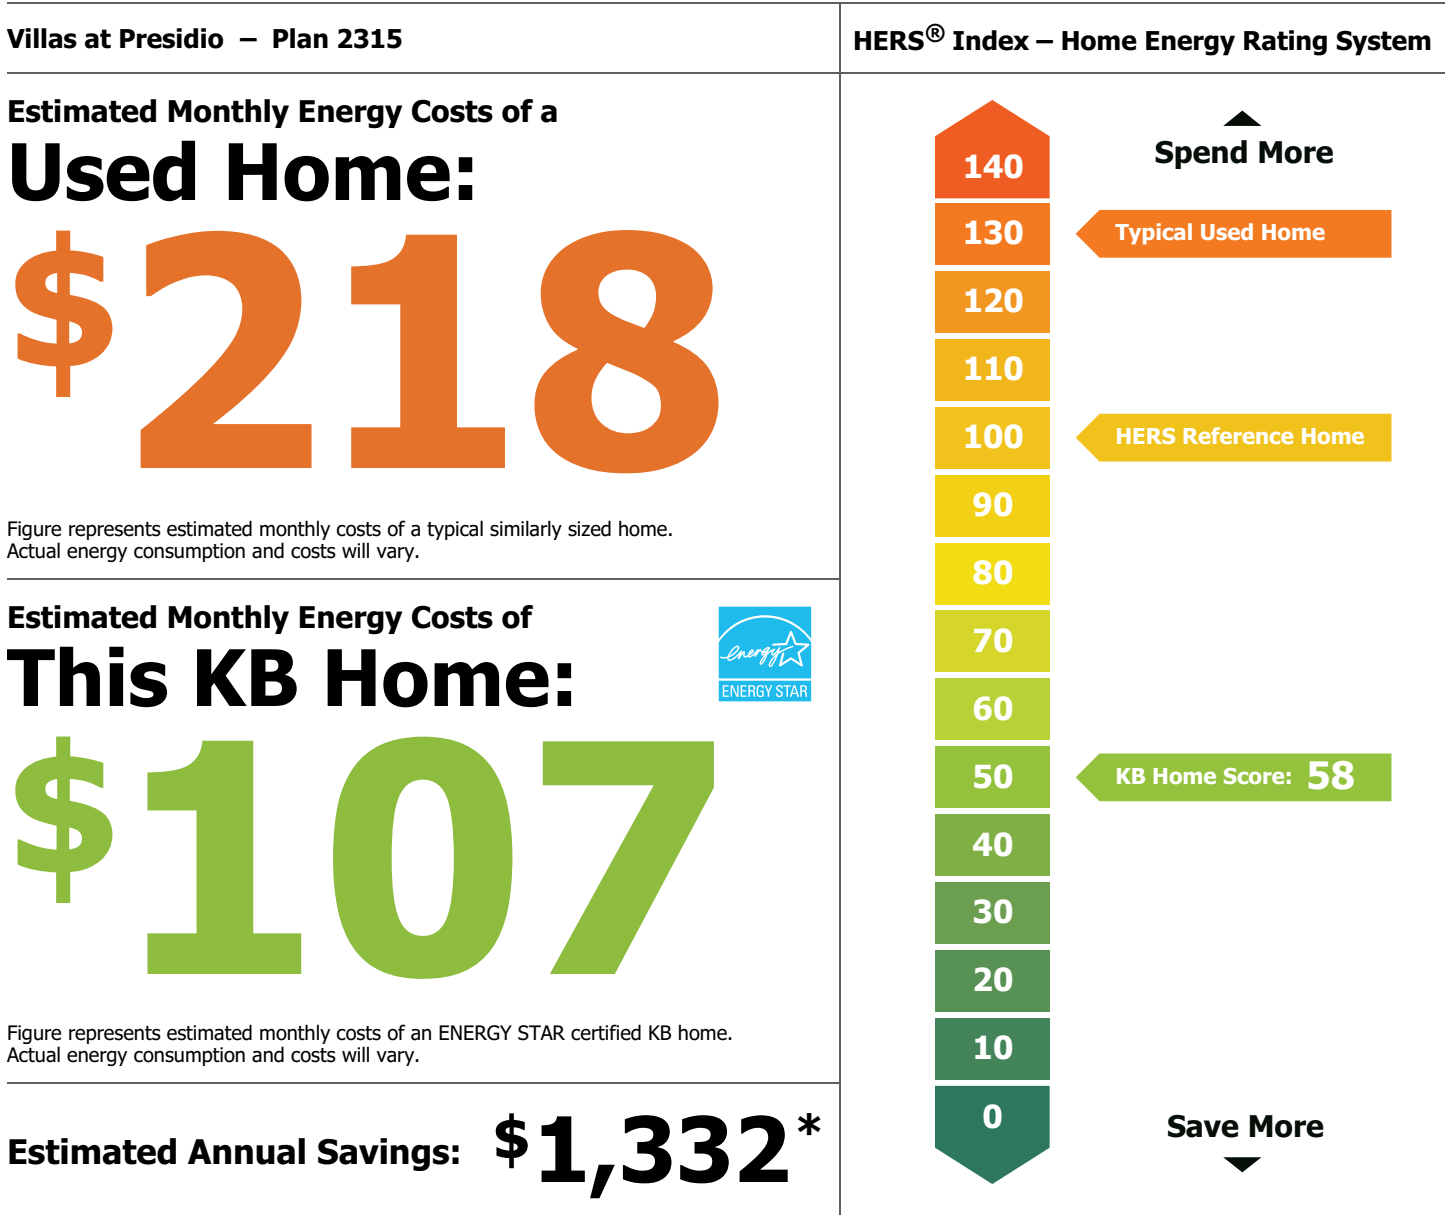 Villas at Presidio – Plan 2315
Estimated Monthly Energy Costs of a
Used Home:
$218
Figure represents estimated monthly costs of a typical similarly sized home.
Actual energy consumption and costs will vary.
Estimated Monthly Energy Costs of
This KB Home:
energy
ENERGY STAR
$107
Figure represents estimated monthly costs of an ENERGY STAR certified KB home.
Actual energy consumption and costs will vary.
Estimated Annual Savings: $1,332*
HERS® Index – Home Energy Rating System
Spend More
140
130 Typical Used Home
120
110
100 HERS Reference Home
90
80
70
60
50 KB Home Score: 58
40
30
20
10
0
Save More